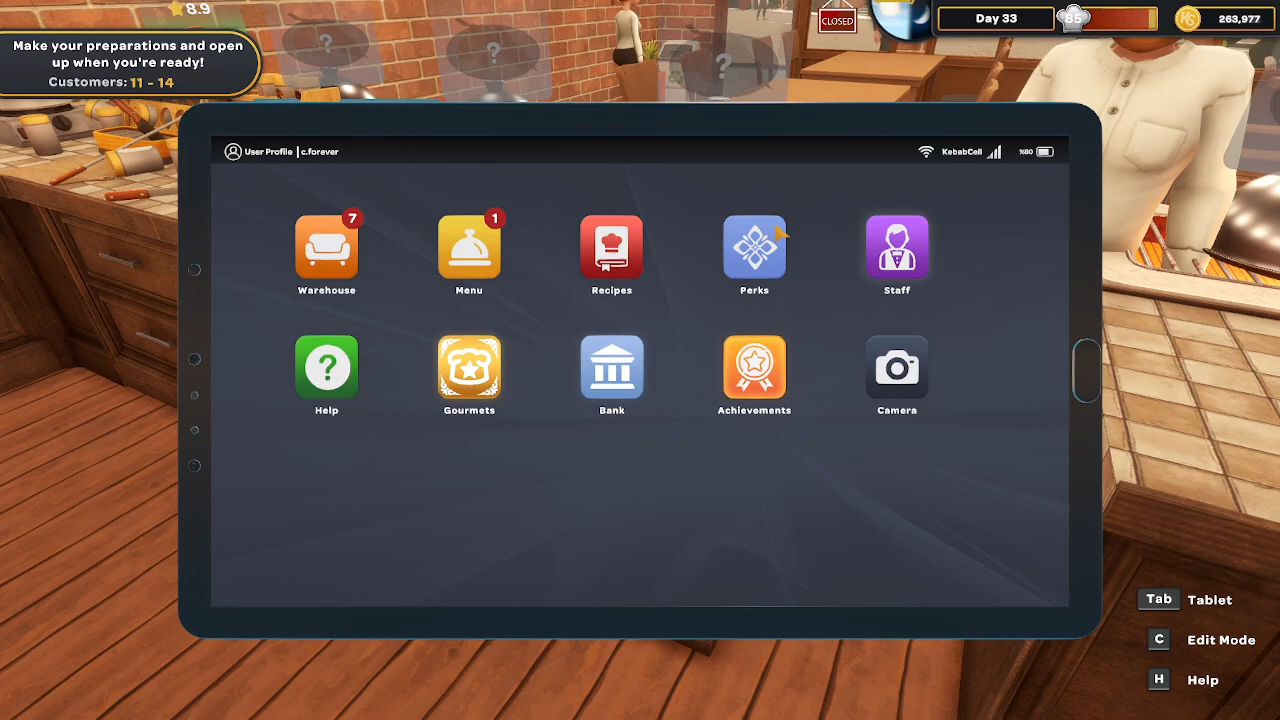 8.9
Make your preparations and open
up when you're ready!
Customers: 11 - 14
CLOSED
Day 33
85
KS
263,977
?
?
?
User Profile | c.forever
KebabCell
%80
7
1
Warehouse
Menu
Recipes
Perks
Staff
?
Help
Gourmets
Bank
Achievements
Camera
Tab Tablet
C Edit Mode
H Help